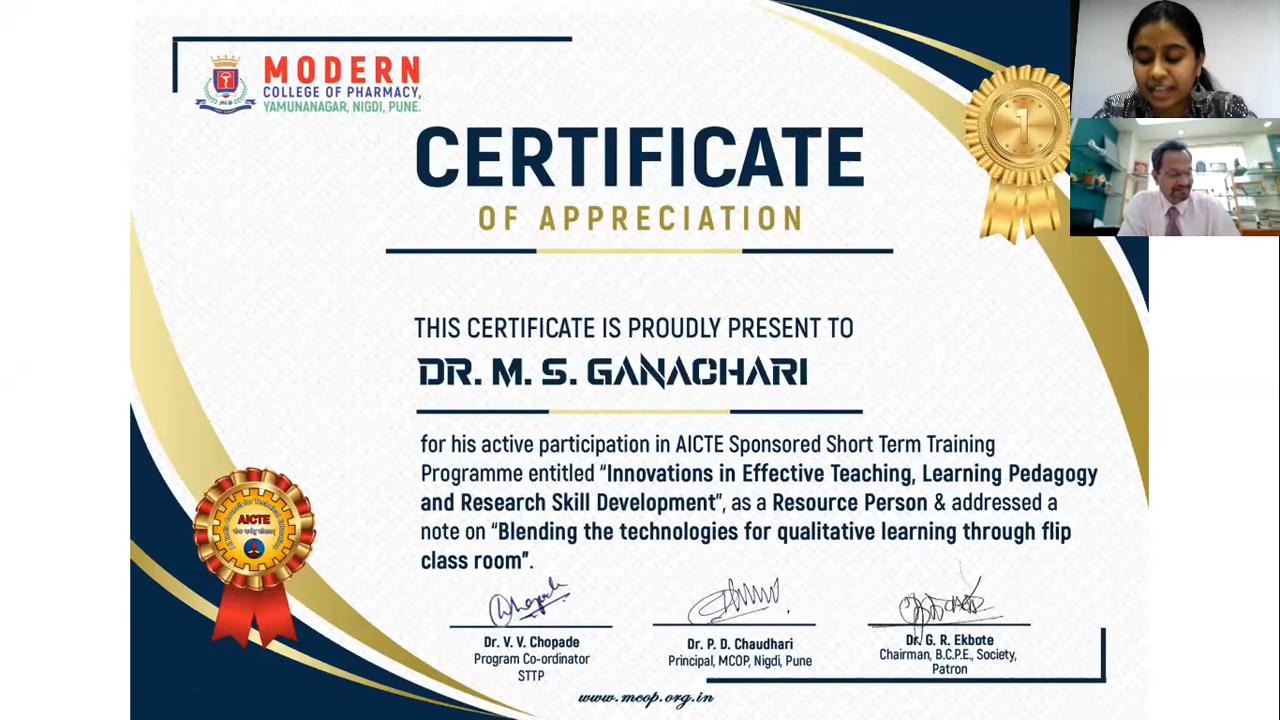 MODERN
COLLEGE OF PHARMACY,
YAMUNANAGAR, NIGDI, PUNE.
CERTIFICATE
OF APPRECIATION
1
THIS CERTIFICATE IS PROUDLY PRESENT TO
DR. M. S. GANACHARI
for his active participation in AICTE Sponsored Short Term Training
Programme entitled “Innovations in Effective Teaching, Learning Pedagogy
and Research Skill Development”, as a Resource Person & addressed a
note on “Blending the technologies for qualitative learning through flip
class room”.
AICTE
Dr. V. V. Chopade
Program Co-ordinator
STTP
Dr. P. D. Chaudhari
Principal, MCOP, Nigdi, Pune
Dr. G. R. Ekbote
Chairman, B.C.P.E., Society,
Patron
www.mcop.org.in